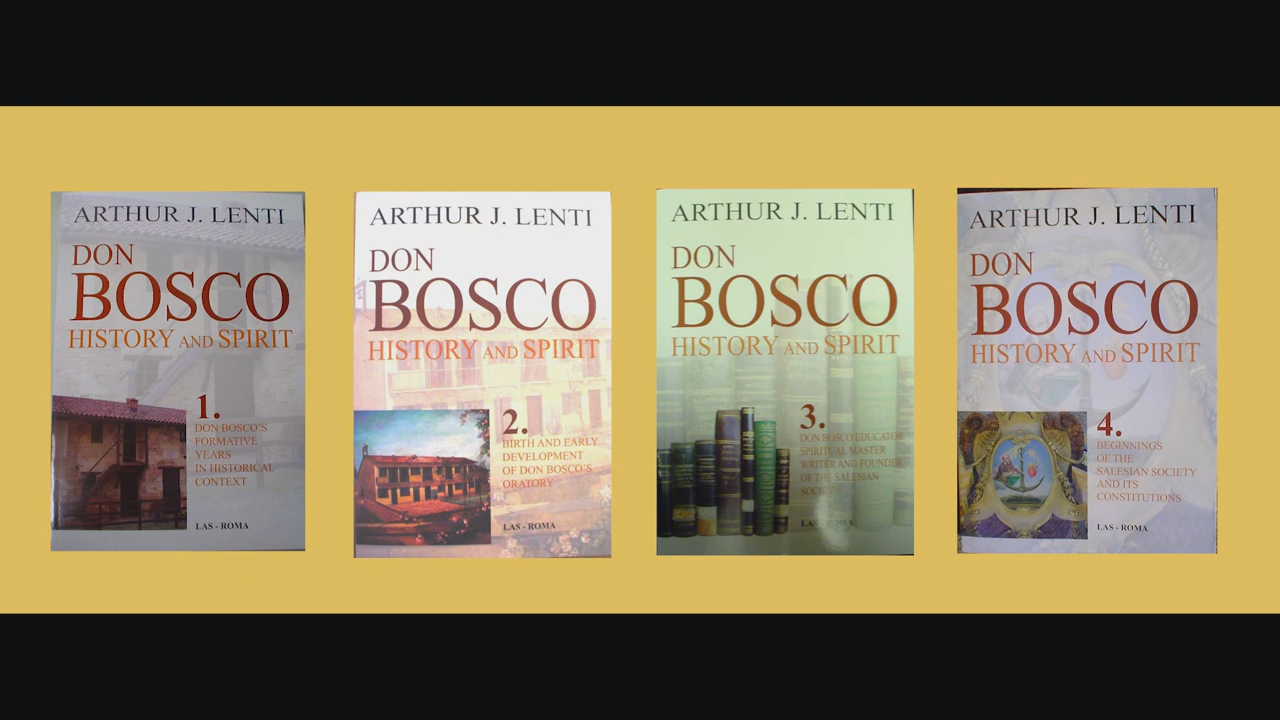 ARTHUR J. LENTI
DON
BOSCO
HISTORY AND SPIRIT
1.
DON BOSCO'S
FORMATIVE
YEARS
IN HISTORICAL
CONTEXT
LAS - ROMA
ARTHUR J. LENTI
DON
BOSCO
HISTORY AND SPIRIT
2.
BIRTH AND EARLY
DEVELOPMENT
OF DON BOSCO'S
ORATORY
LAS - ROMA
ARTHUR J. LENTI
DON
BOSCO
HISTORY AND SPIRIT
3.
DON BOSCO EDUCATOR
SPIRITUAL MASTER
WRITER AND FOUNDER
OF THE SALESIAN
SOCIETY
LAS - ROMA
ARTHUR J. LENTI
DON
BOSCO
HISTORY AND SPIRIT
4.
BEGINNINGS
OF THE
SALESIAN SOCIETY
AND ITS
CONSTITUTIONS
LAS - ROMA